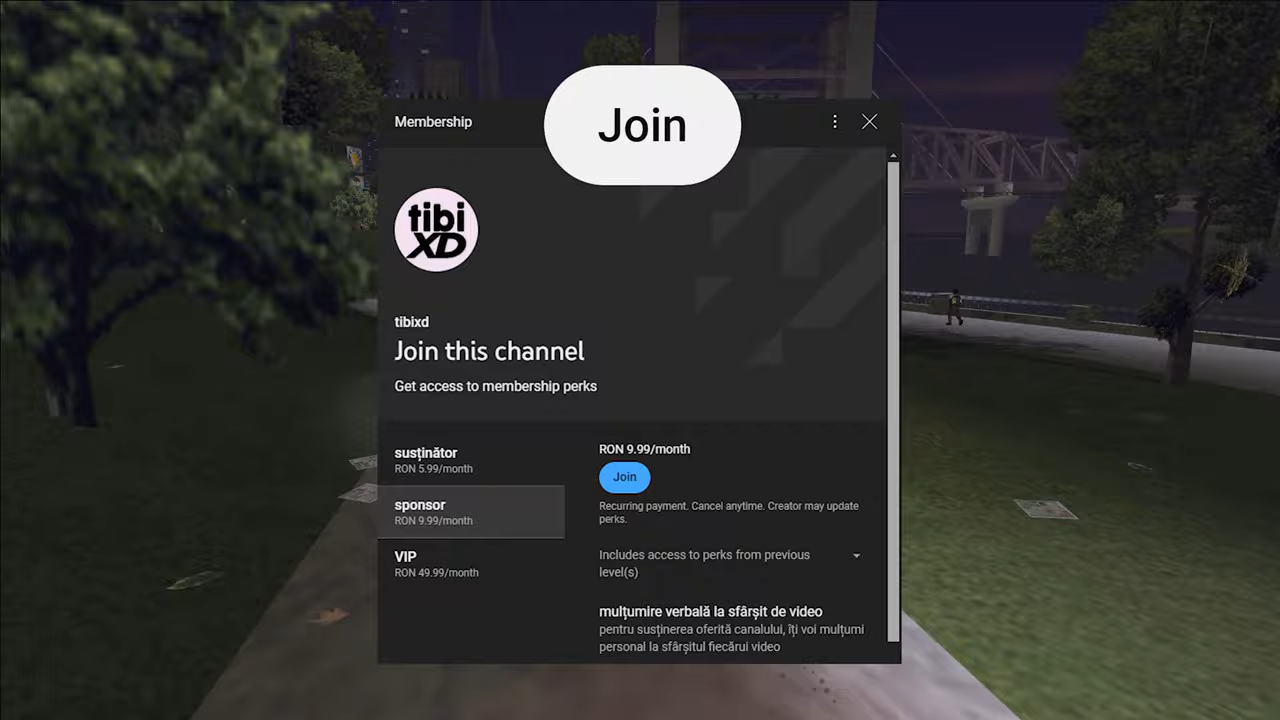 Join
Membership
tibi
XD
tibixd
Join this channel
Get access to membership perks
susținător
RON 5.99/month
sponsor
RON 9.99/month
VIP
RON 49.99/month
RON 9.99/month
Join
Recurring payment. Cancel anytime. Creator may update
perks.
Includes access to perks from previous
level(s)
mulțumire verbală la sfârșit de video
pentru susținerea oferită canalului, îți voi mulțumi
personal la sfârșitul fiecărui video